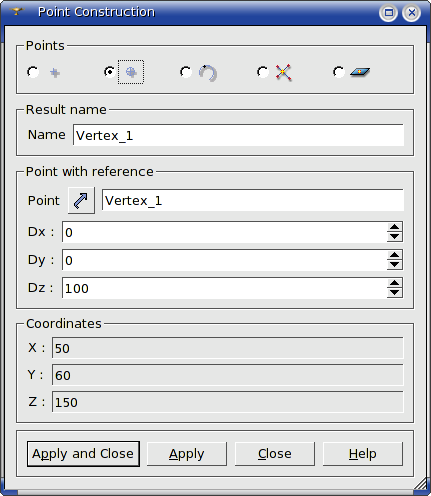 Point Construction
Points
Result name
Name Vertex_1
Point with reference
Point Vertex_1
Dx : 0
Dy : 0
Dz : 100
Coordinates
X : 50
Y : 60
Z : 150
Apply and Close Apply Close Help